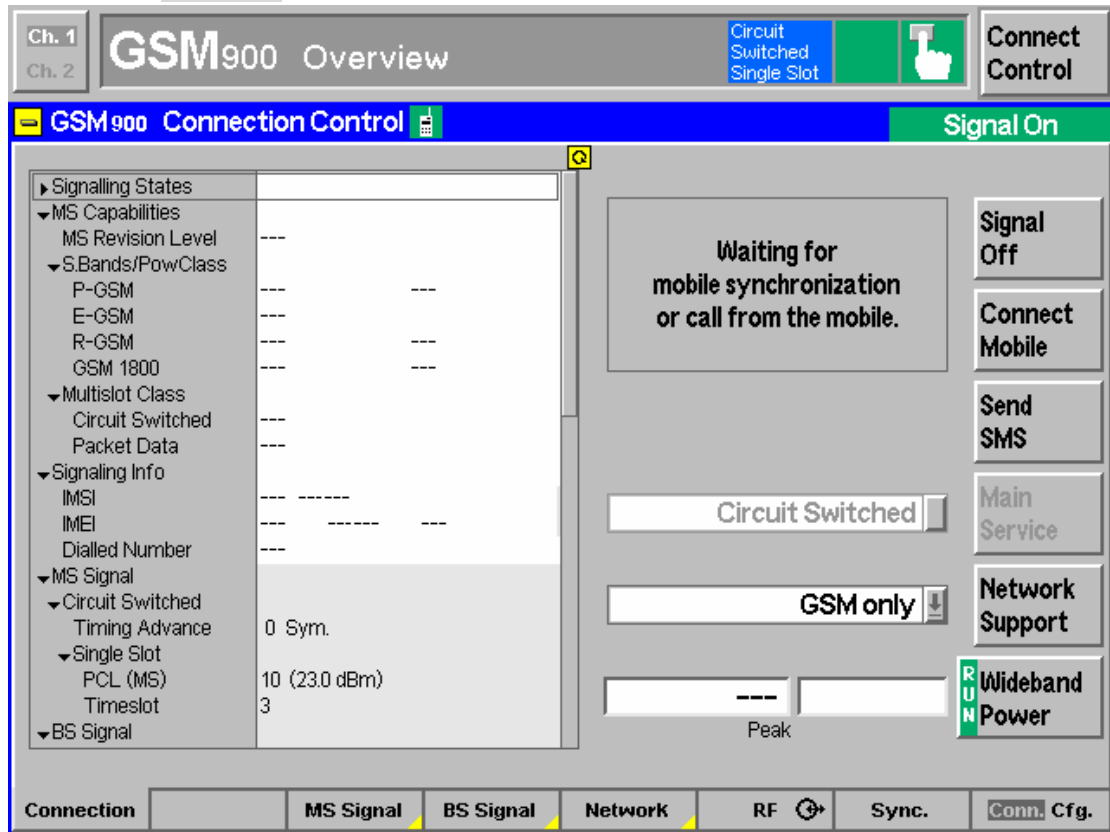 Ch. 1
Ch. 2
GSM900 Overview
Circuit
Switched
Single Slot
Connect
Control
GSM900 Connection Control
Signal On
Signalling States
MS Capabilities
MS Revision Level ---
S.Bands/PowClass
P-GSM --- ---
E-GSM ---
R-GSM --- ---
GSM 1800 --- ---
Multislot Class
Circuit Switched ---
Packet Data ---
Signaling Info
IMSI --- ------
IMEI --- ------ ---
Dialled Number ---
MS Signal
Circuit Switched
Timing Advance 0 Sym.
Single Slot
PCL (MS) 10 (23.0 dBm)
Timeslot 3
BS Signal
Waiting for
mobile synchronization
or call from the mobile.
Circuit Switched
GSM only
---
Peak
Signal
Off
Connect
Mobile
Send
SMS
Main
Service
Network
Support
RUN
Wideband
Power
Connection MS Signal BS Signal Network RF Sync. Conn. Cfg.